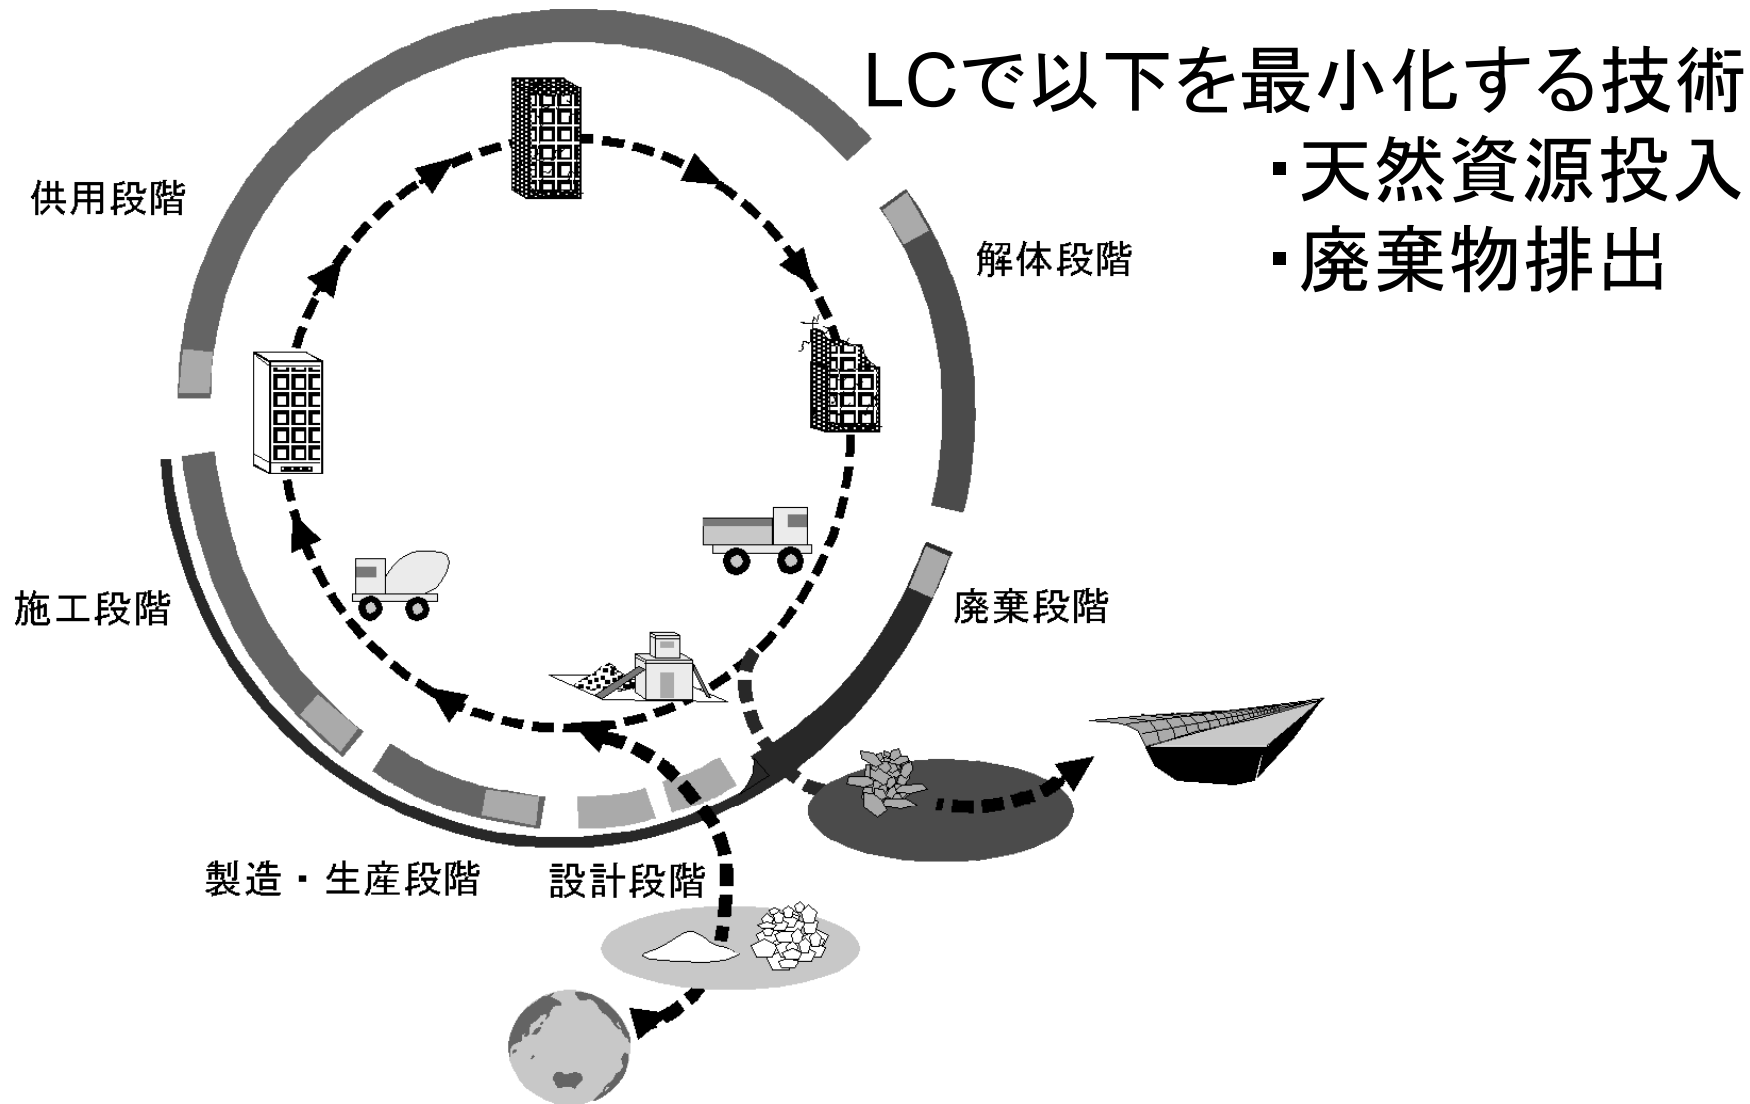 LCで以下を最小化する技術
・天然資源投入
・廃棄物排出
供用段階
解体段階
施工段階
廃棄段階
製造・生産段階
設計段階